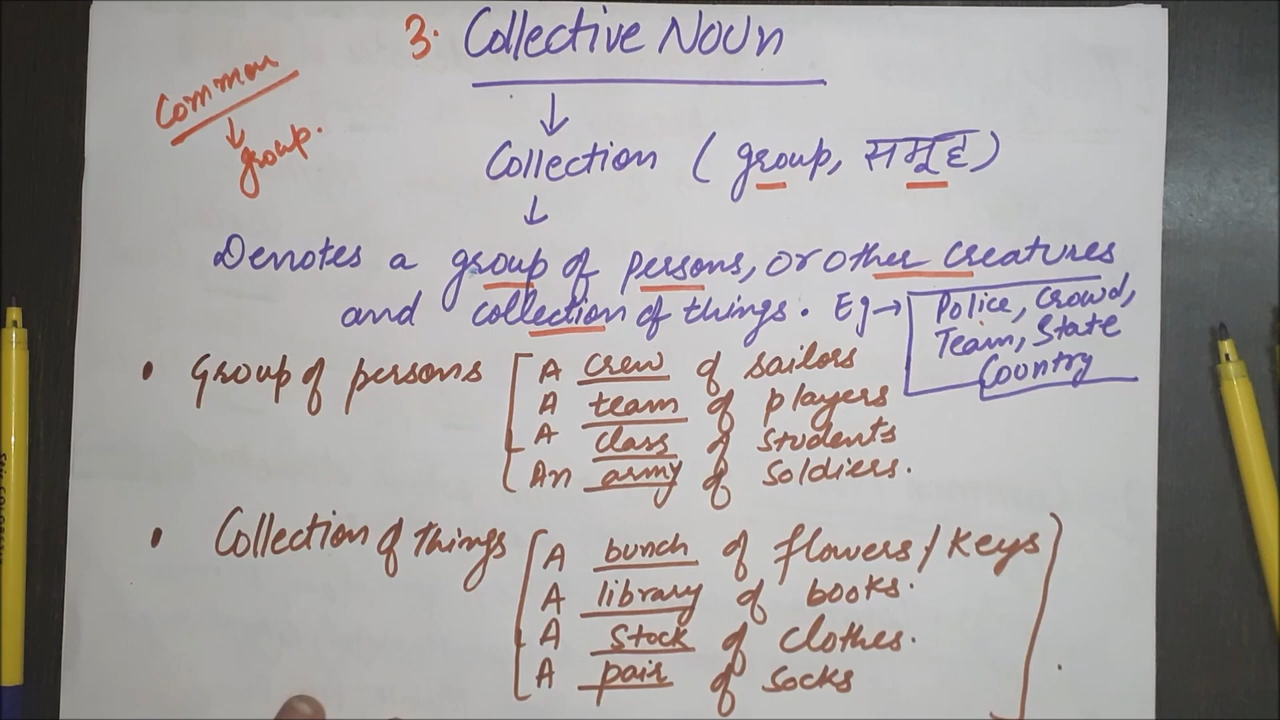 3. Collective Noun
Common
group.
Collection ( group, समूह )
Denotes a group of persons, or other creatures
and collection of things. Eg → Police, Crowd,
Team, State
Country
• Group of persons
A crew of sailors
A team of players
A class of students
An army of soldiers.
• Collection of things
A bunch of flowers / keys
A library of books.
A stock of clothes.
A pair of socks